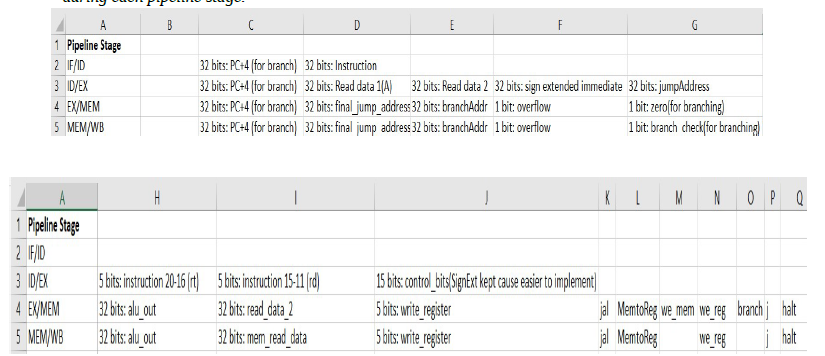 during each pipeline stage.
A B C D E F G
1 Pipeline Stage
2 IF/ID 32 bits: PC+4 (for branch) 32 bits: Instruction
3 ID/EX 32 bits: PC+4 (for branch) 32 bits: Read data 1(A) 32 bits: Read data 2 32 bits: sign extended immediate 32 bits: jumpAddress
4 EX/MEM 32 bits: PC+4 (for branch) 32 bits: final_jump_address 32 bits: branchAddr 1 bit: overflow 1 bit: zero(for branching)
5 MEM/WB 32 bits: PC+4 (for branch) 32 bits: final_jump_address 32 bits: branchAddr 1 bit: overflow 1 bit: branch_check(for branching)
A H I J K L M N O P Q
1 Pipeline Stage
2 IF/ID
3 ID/EX 5 bits: instruction 20-16 (rt) 5 bits: instruction 15-11 (rd) 15 bits: control_bits(SignExt kept cause easier to implement)
4 EX/MEM 32 bits: alu_out 32 bits: read_data_2 5 bits: write_register jal MemtoReg we_mem we_reg branch j halt
5 MEM/WB 32 bits: alu_out 32 bits: mem_read_data 5 bits: write_register jal MemtoReg we_reg j halt